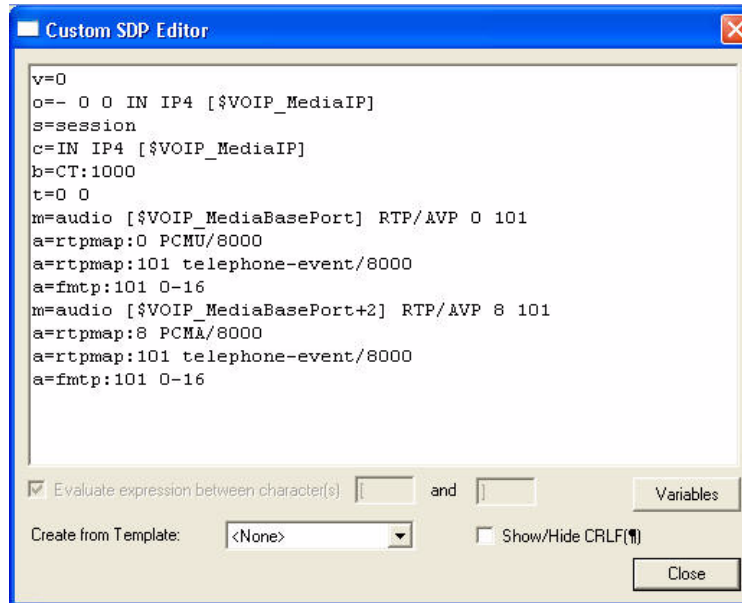 Custom SDP Editor
v=0
o=- 0 0 IN IP4 [$VOIP_MediaIP]
s=session
c=IN IP4 [$VOIP_MediaIP]
b=CT:1000
t=0 0
m=audio [$VOIP_MediaBasePort] RTP/AVP 0 101
a=rtpmap:0 PCMU/8000
a=rtpmap:101 telephone-event/8000
a=fmtp:101 0-16
m=audio [$VOIP_MediaBasePort+2] RTP/AVP 8 101
a=rtpmap:8 PCMA/8000
a=rtpmap:101 telephone-event/8000
a=fmtp:101 0-16
Evaluate expression between character(s) [ and ] Variables
Create from Template: <None> Show/Hide CRLF(¶)
Close